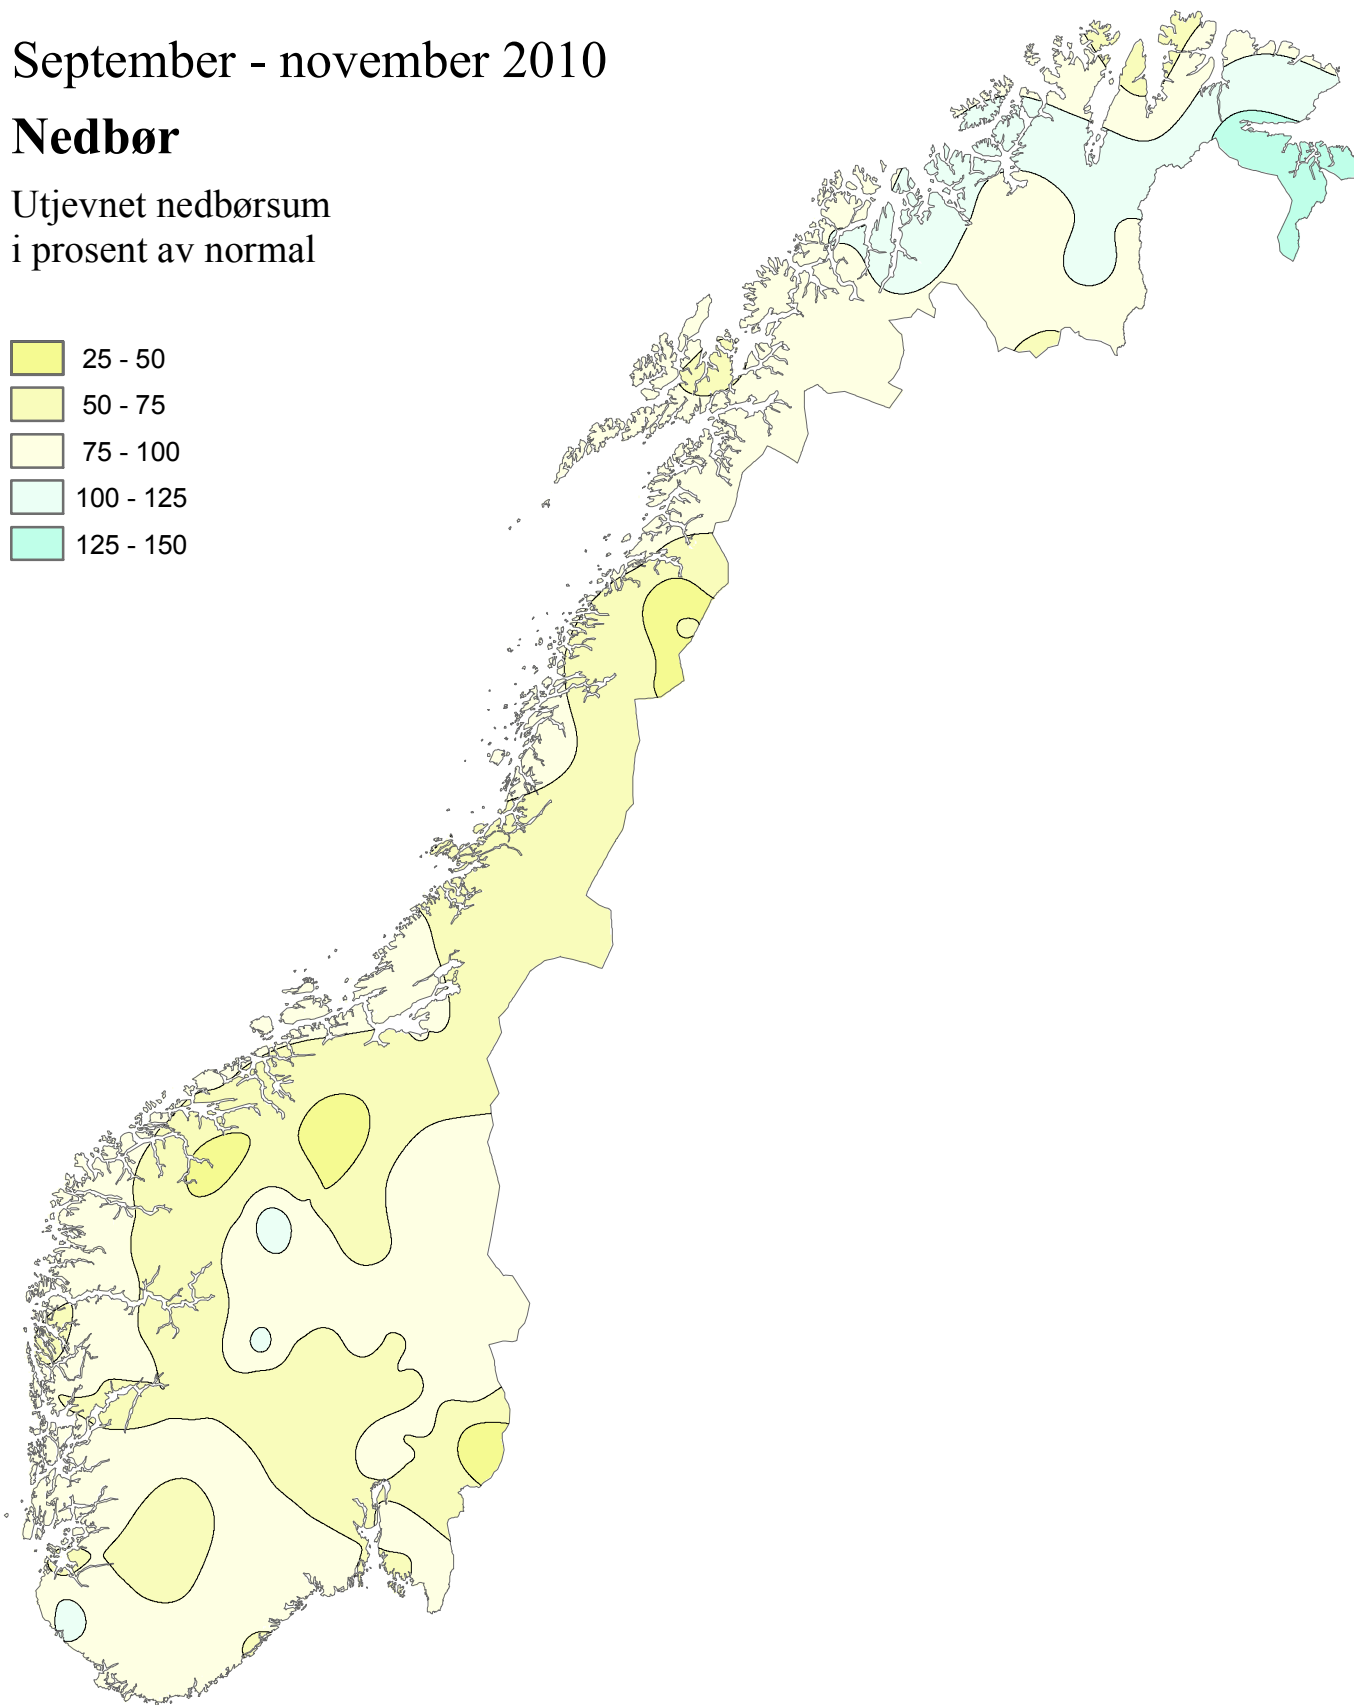 September - november 2010
Nedbør
Utjevnet nedbørsum
i prosent av normal
25 - 50
50 - 75
75 - 100
100 - 125
125 - 150